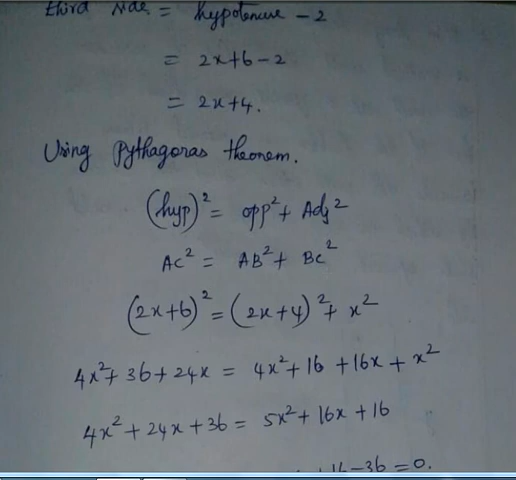 third side = hypotenuse - 2
= 2x+6-2
= 2x+4.
Using Pythagoras theorem.
(hyp)² = opp² + Adj²
AC² = AB² + BC²
(2x+6)² = (2x+4)² + x²
4x² + 36 + 24x = 4x² + 16 + 16x + x²
4x² + 24x + 36 = 5x² + 16x + 16
+16-36 = 0.